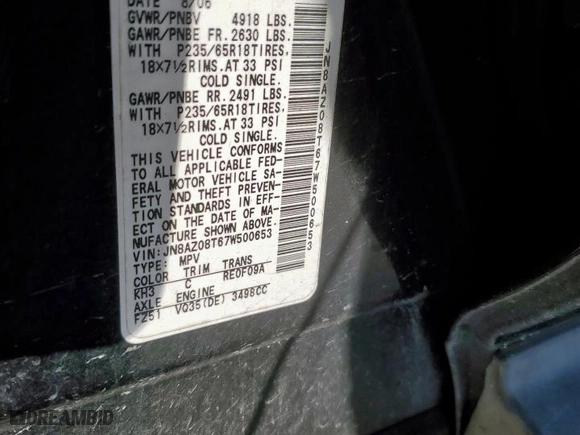 DATE 8/06
GVWR/PNBV 4918 LBS.
GAWR/PNBE FR. 2630 LBS.
WITH P235/65R18TIRES.
18X7½RIMS.AT 33 PSI
COLD SINGLE.
GAWR/PNBE RR. 2491 LBS.
WITH P235/65R18TIRES.
18X7½RIMS.AT 33 PSI
COLD SINGLE.
THIS VEHICLE CONFORMS
TO ALL APPLICABLE FED-
ERAL MOTOR VEHICLE SA-
FETY AND THEFT PREVEN-
TION STANDARDS IN EFF-
ECT ON THE DATE OF MA-
NUFACTURE SHOWN ABOVE.
VIN:JN8AZ08T67W500653
TYPE: MPV
COLOR TRIM TRANS
KH3 C RE0F09A
AXLE ENGINE
FZ51 VQ35(DE) 3498CC
JN8AZ08T67W500653
DREAMBID